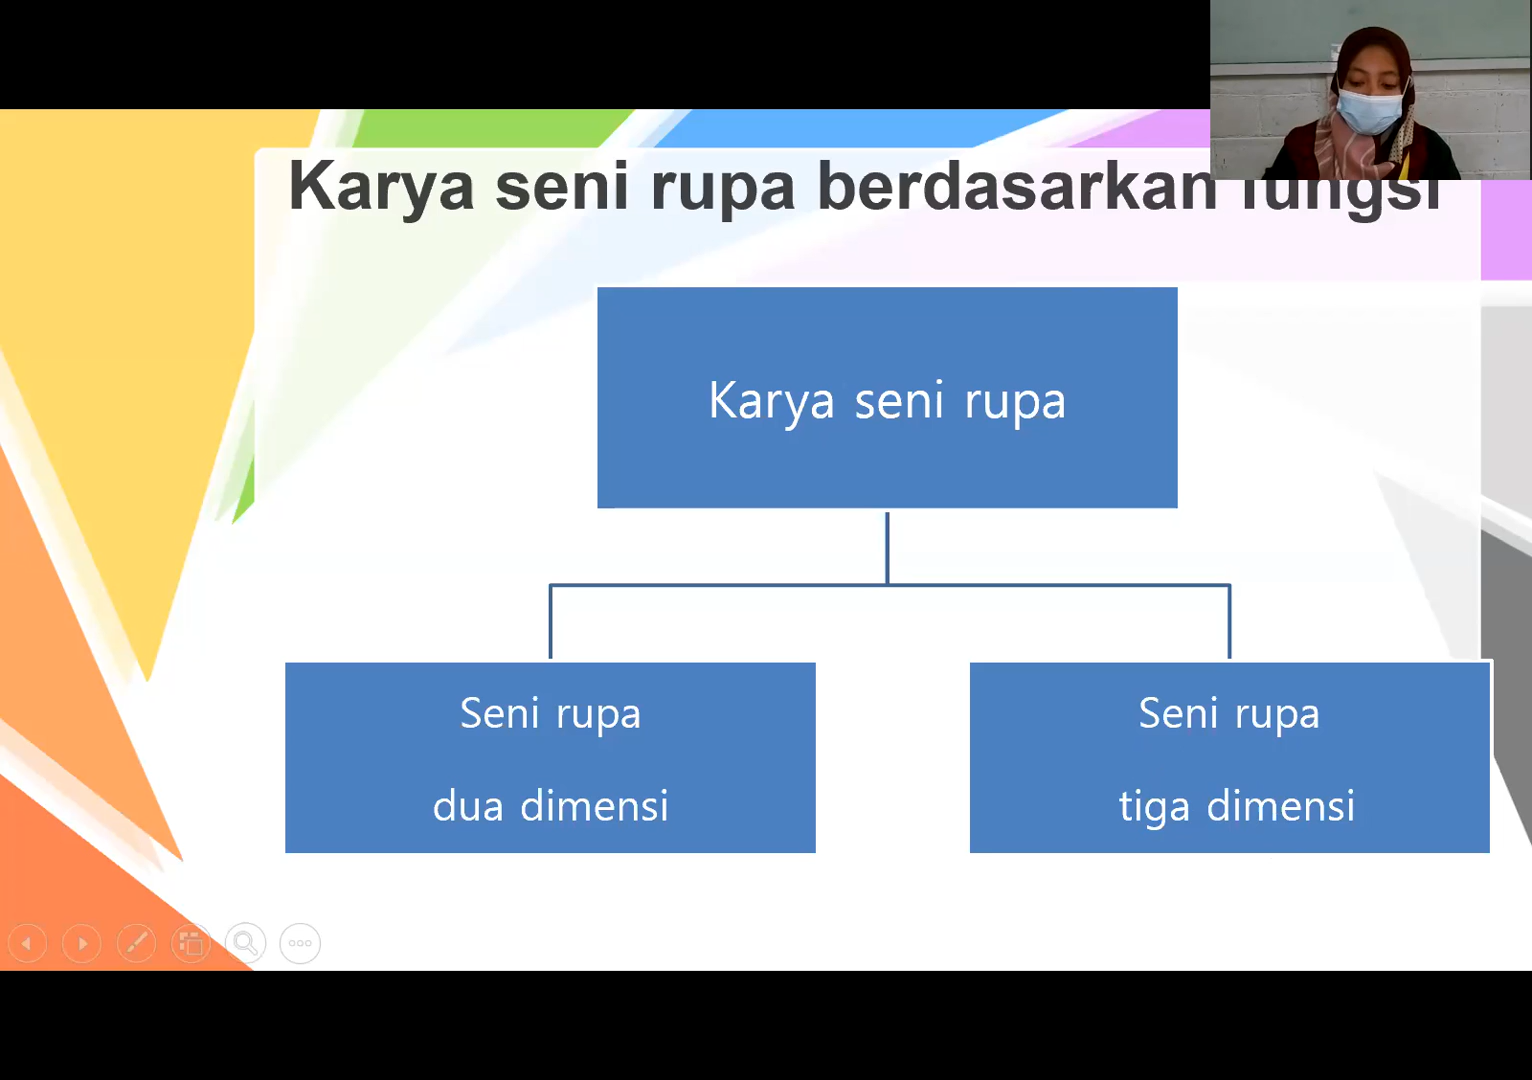 Karya seni rupa berdasarkan fungsi
Karya seni rupa
Seni rupa
dua dimensi
Seni rupa
tiga dimensi